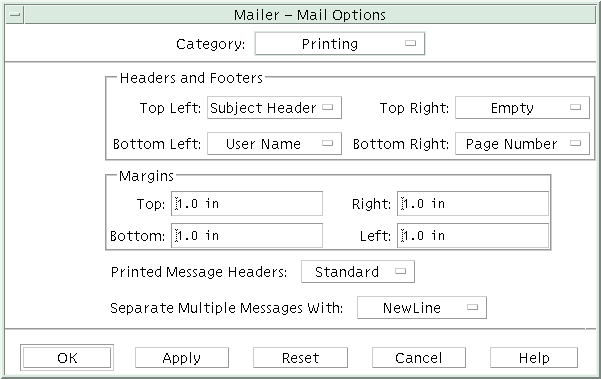 Mailer – Mail Options
Category: Printing
Headers and Footers
Top Left: Subject Header Top Right: Empty
Bottom Left: User Name Bottom Right: Page Number
Margins
Top: 1.0 in Right: 1.0 in
Bottom: 1.0 in Left: 1.0 in
Printed Message Headers: Standard
Separate Multiple Messages With: NewLine
OK Apply Reset Cancel Help